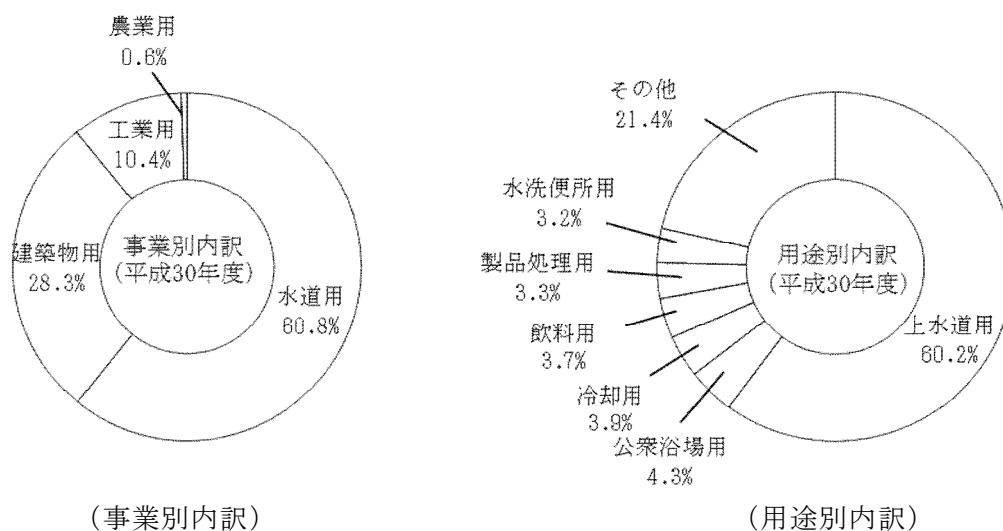 農業用
0.6%
工業用
10.4%
建築物用
28.3%
事業別内訳
(平成30年度)
水道用
60.8%
その他
21.4%
水洗便所用
3.2%
製品処理用
3.3%
飲料用
3.7%
冷却用
3.9%
公衆浴場用
4.3%
用途別内訳
(平成30年度)
上水道用
60.2%
(事業別内訳)
(用途別内訳)